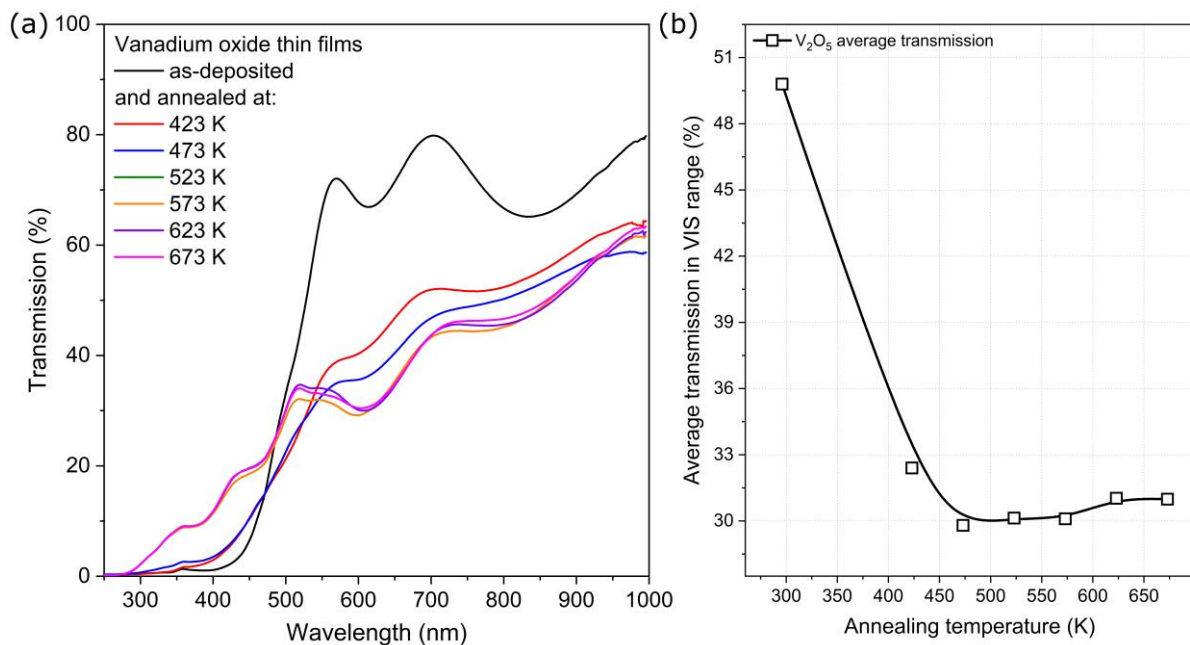 (a)
Vanadium oxide thin films
as-deposited
and annealed at:
423 K
473 K
523 K
573 K
623 K
673 K
Transmission (%)
100
80
60
40
20
0
300
400
500
600
700
800
900
1000
Wavelength (nm)
(b)
V₂O₅ average transmission
Average transmission in VIS range (%)
51
48
45
42
39
36
33
30
300
350
400
450
500
550
600
650
Annealing temperature (K)